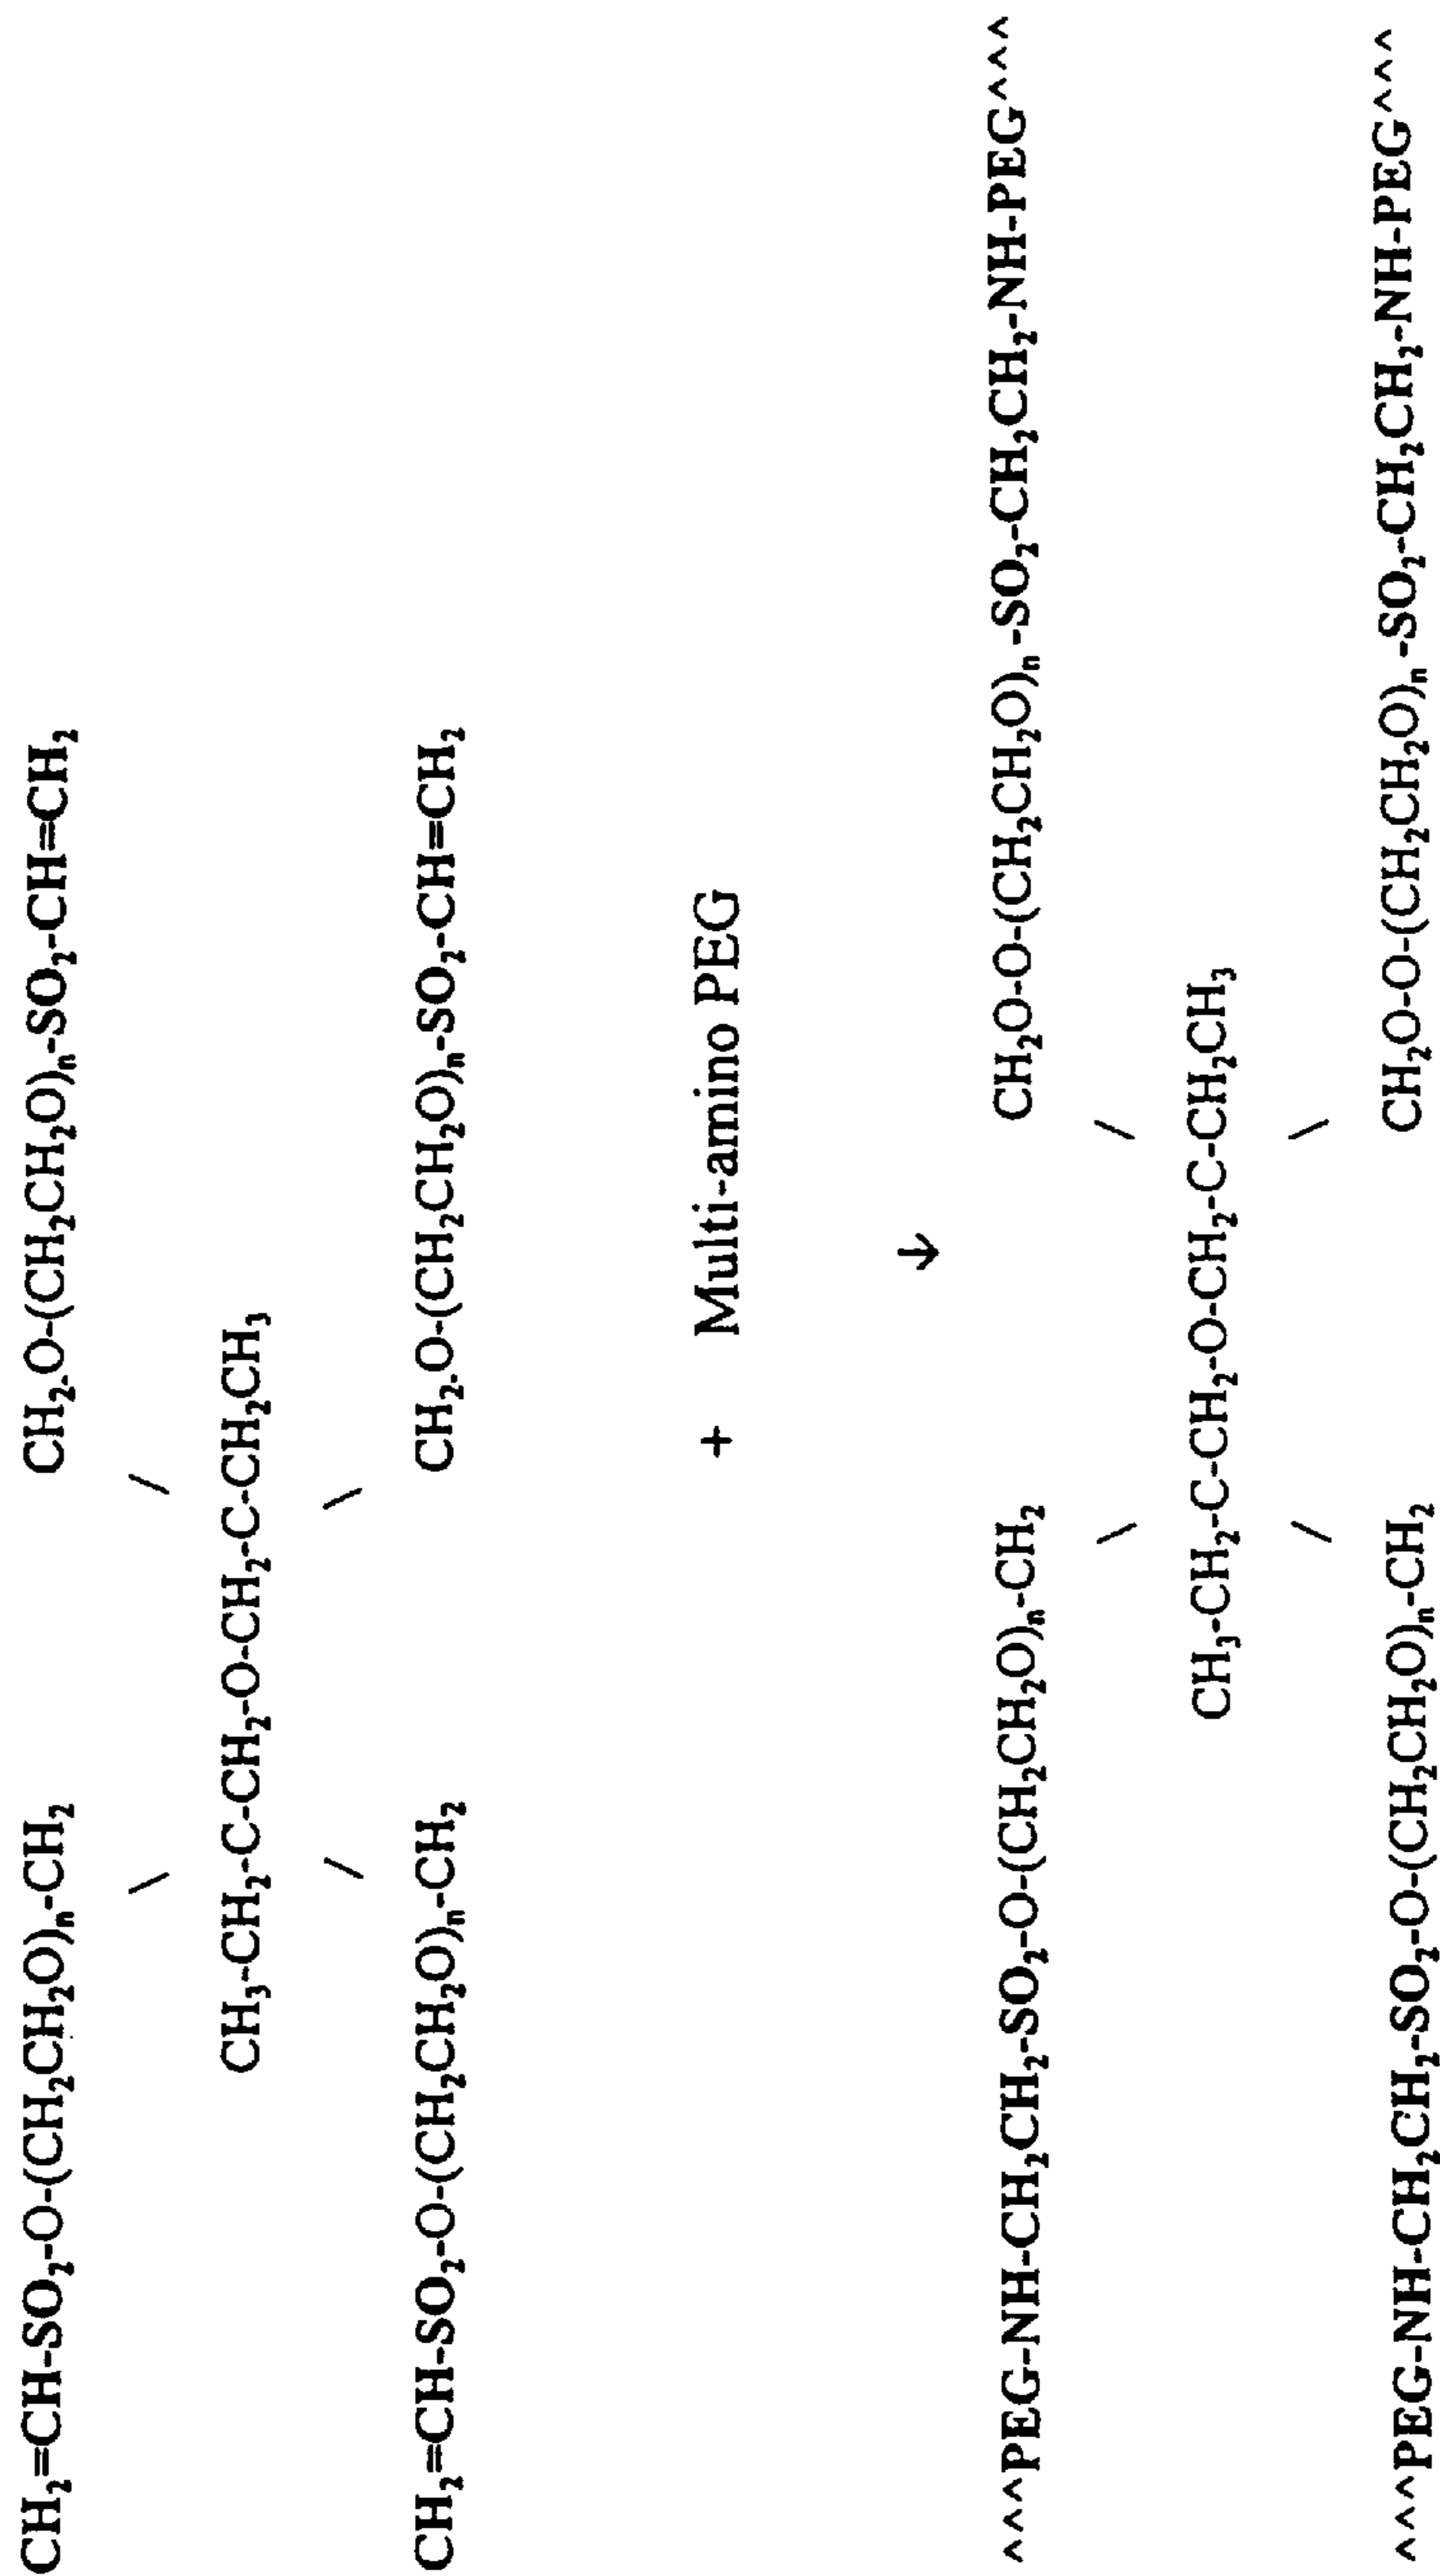 CH₂=CH-SO₂-O-(CH₂CH₂O)ₙ-CH₂ CH₂-O-(CH₂CH₂O)ₙ-SO₂-CH=CH₂
\ /
CH₃-CH₂-C-CH₂-O-CH₂-C-CH₂CH₃
/ \
CH₂=CH-SO₂-O-(CH₂CH₂O)ₙ-CH₂ CH₂-O-(CH₂CH₂O)ₙ-SO₂-CH=CH₂
+ Multi-amino PEG
↓
^^^PEG-NH-CH₂CH₂-SO₂-O-(CH₂CH₂O)ₙ-CH₂ CH₂O-O-(CH₂CH₂O)ₙ-SO₂-CH₂CH₂-NH-PEG^^^
\ /
CH₃-CH₂-C-CH₂-O-CH₂-C-CH₂CH₃
/ \
^^^PEG-NH-CH₂CH₂-SO₂-O-(CH₂CH₂O)ₙ-CH₂ CH₂O-O-(CH₂CH₂O)ₙ-SO₂-CH₂CH₂-NH-PEG^^^